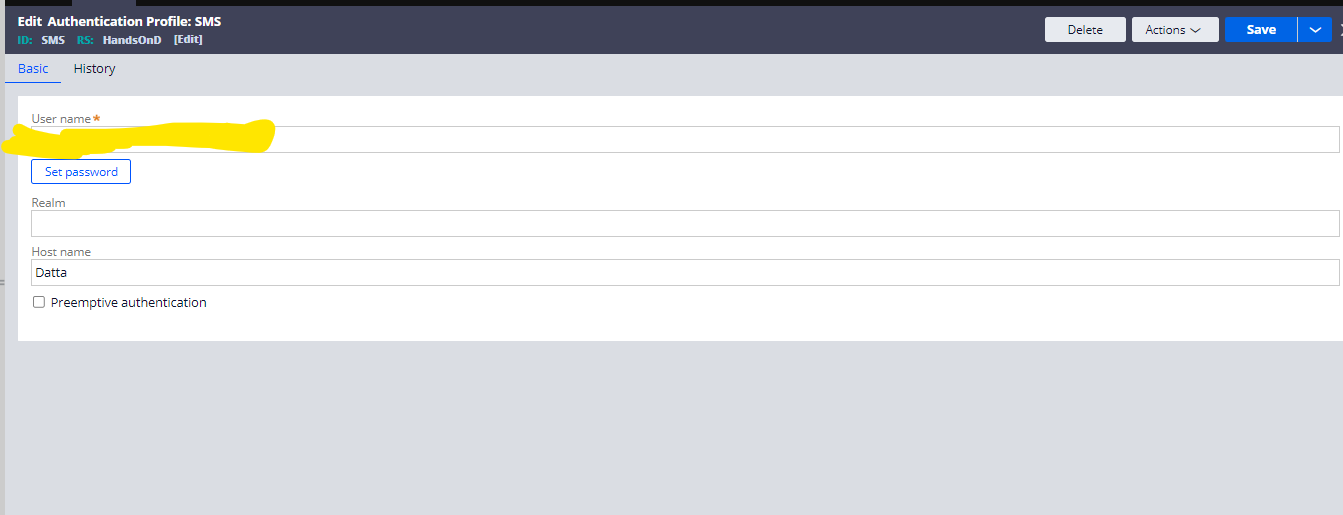 Edit Authentication Profile: SMS
ID: SMS RS: HandsOnD [Edit]
Delete
Actions
Save
Basic
History
User name*
Set password
Realm
Host name
Datta
Preemptive authentication